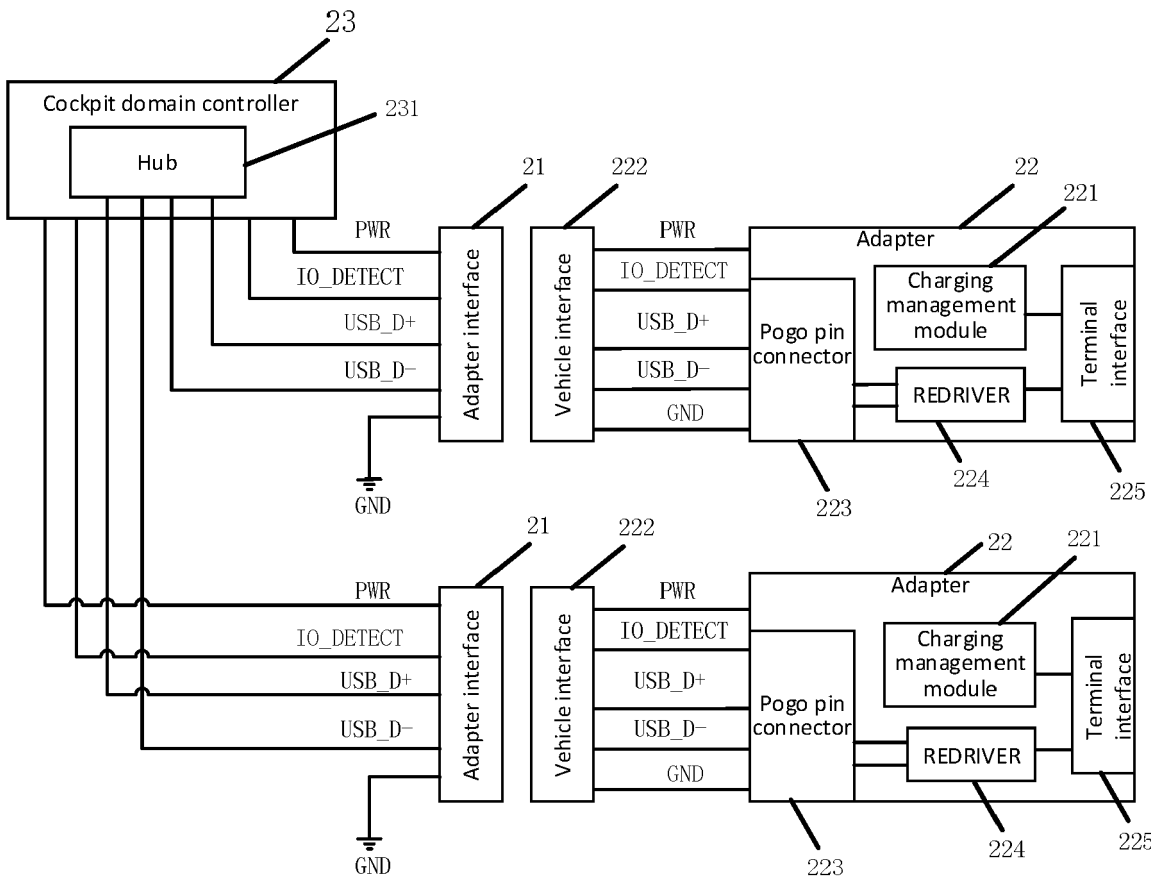 23
Cockpit domain controller
231
Hub
21
222
22
221
PWR
IO_DETECT
USB_D+
USB_D-
GND
Adapter interface
Vehicle interface
PWR
IO_DETECT
USB_D+
USB_D-
GND
Adapter
Charging
management
module
Pogo pin
connector
REDRIVER
Terminal
interface
223
224
225
21
222
22
221
PWR
IO_DETECT
USB_D+
USB_D-
GND
Adapter interface
Vehicle interface
PWR
IO_DETECT
USB_D+
USB_D-
GND
Adapter
Charging
management
module
Pogo pin
connector
REDRIVER
Terminal
interface
223
224
225